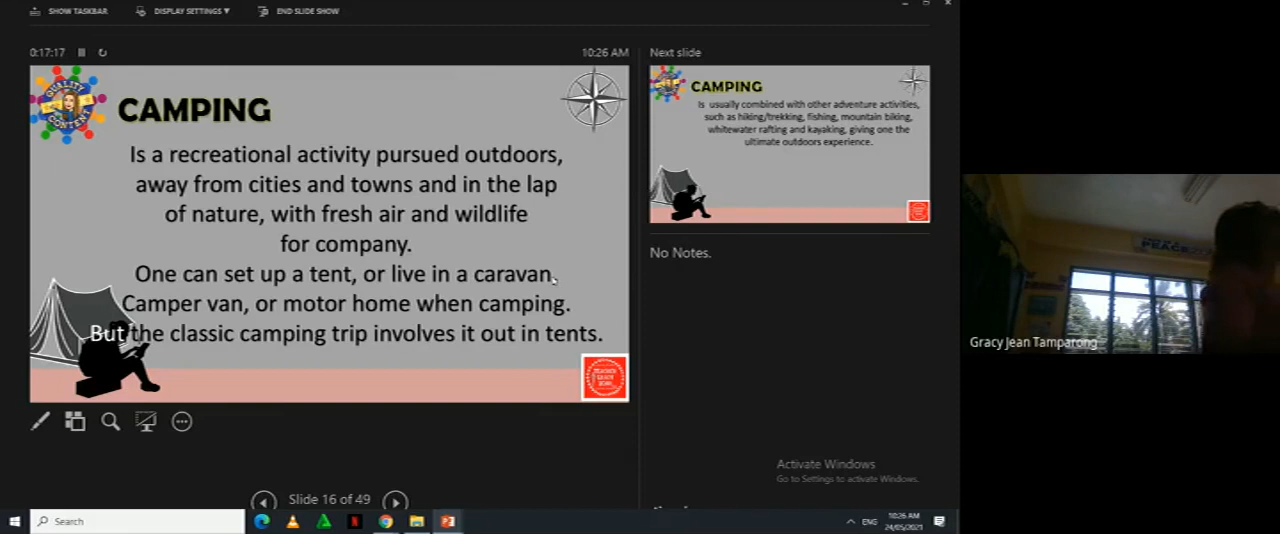 SHOW TASKBAR
DISPLAY SETTINGS ▼
END SLIDE SHOW
0:17:17
10:26 AM
QUALITY
CONTENT
CAMPING
Is a recreational activity pursued outdoors,
away from cities and towns and in the lap
of nature, with fresh air and wildlife
for company.
One can set up a tent, or live in a caravan,
Camper van, or motor home when camping.
But the classic camping trip involves it out in tents.
Slide 16 of 49
Next slide
CAMPING
Is usually combined with other adventure activities,
such as hiking/trekking, fishing, mountain biking,
whitewater rafting and kayaking, giving one the
ultimate outdoors experience.
No Notes.
Activate Windows
Go to Settings to activate Windows.
PEACE
Gracy Jean Tamparong
Search
ENG
10:26 AM
24/05/2021